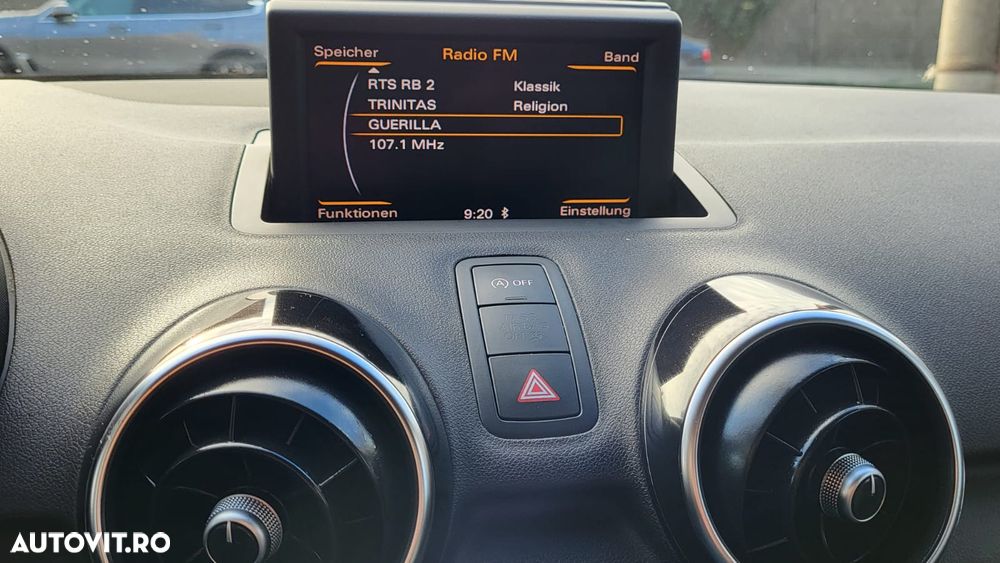 Speicher Radio FM Band
RTS RB 2 Klassik
TRINITAS Religion
GUERILLA
107.1 MHz
Funktionen 9:20 Einstellung
A OFF
AUTOVIT.RO